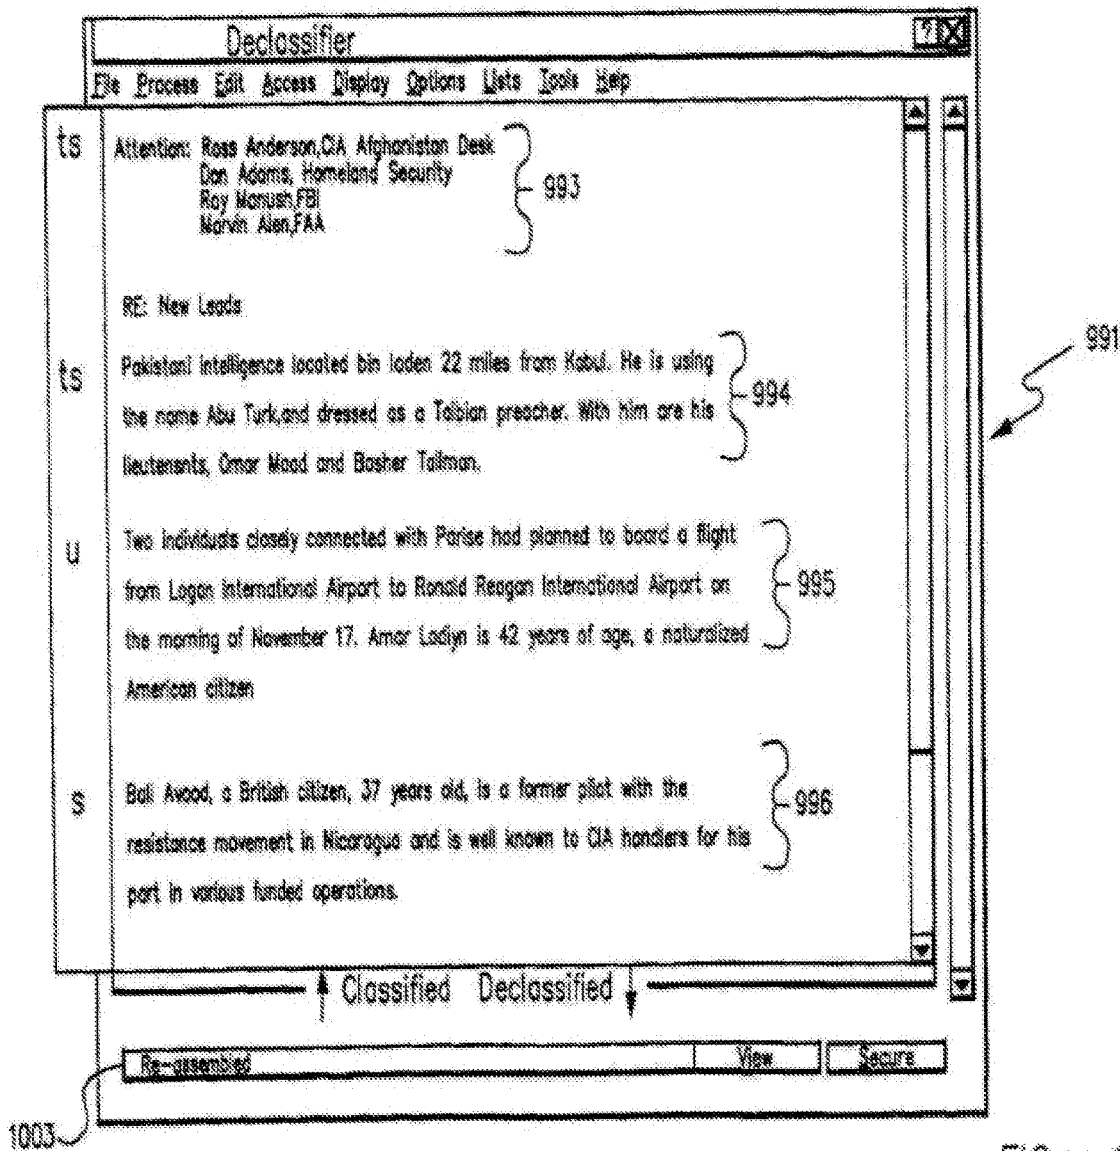 Declassifier ? X
File Process Edit Access Display Options Lists Tools Help
ts Attention: Ross Anderson,CIA Afghanistan Desk
Dan Adams, Homeland Security
Ray Manush,FBI
Marvin Alen,FAA
993
RE: New Leads
991
ts Pakistani intelligence located bin laden 22 miles from Kabul. He is using
the name Abu Turk,and dressed as a Talbian preacher. With him are his
994
lieutenants, Omar Maad and Basher Tallman.
u Two individuals closely connected with Parise had planned to board a flight
from Logan International Airport to Ronald Reagan International Airport on
995
the morning of November 17. Amar Ladiyn is 42 years of age, a naturalized
American citizen
s Bali Avood, a British citizen, 37 years old, is a former pilot with the
996
resistance movement in Nicaragua and is well known to CIA handlers for his
part in various funded operations.
Classified Declassified
Re-assembled View Secure
1003